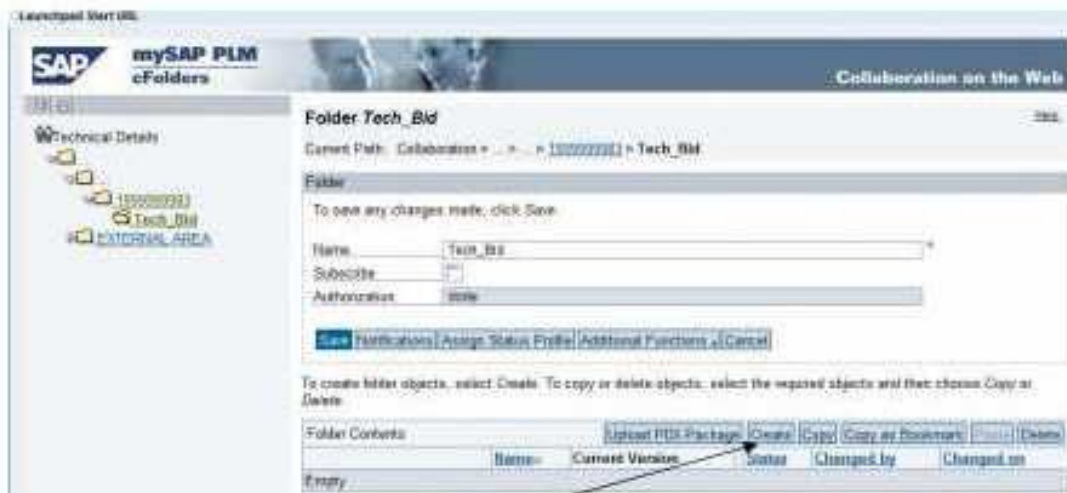 Launchpad Start URL
SAP
mySAP PLM
cFolders
Collaboration on the Web
Technical Details
Tech_Bid
EXTERNAL AREA
Folder Tech_Bid
Current Path: Collaboration » ... » ... » » Tech_Bid
Folder
To save any changes made, click Save
Name Tech_Bid *
Subscribe
Authorization
Save Notifications Assign Status Profile Additional Functions Cancel
To create folder objects, select Create. To copy or delete objects, select the required objects and then choose Copy or
Delete
Folder Contents Upload PDX Package Create Copy Copy as Bookmark Paste Delete
Name Current Version Status Changed by Changed on
Empty